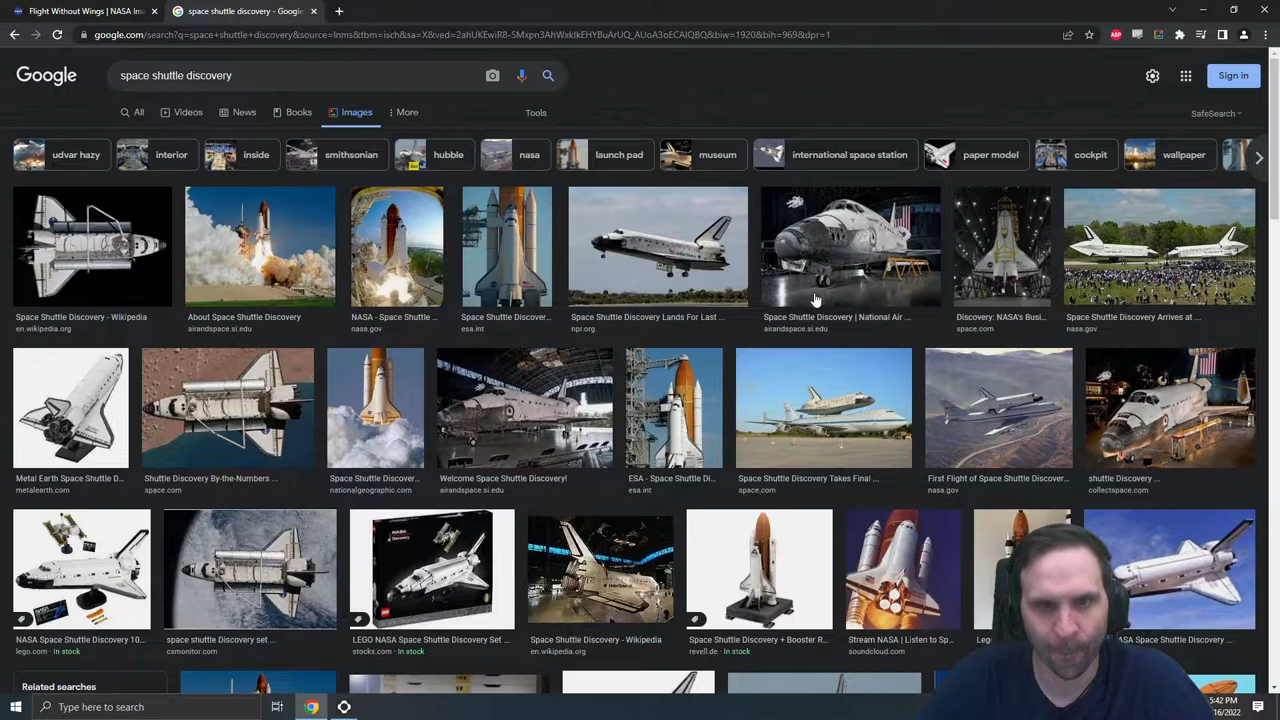 Flight Without Wings | NASA Ima
space shuttle discovery - Google
google.com/search?q=space+shuttle+discovery&source=lnms&tbm=isch&sa=X&ved=2ahUKEwiR8-SMxpn3AhWxkIkEHYBuArUQ_AUoA3oECAIQBQ&biw=1920&bih=969&dpr=1
Google
space shuttle discovery
Sign in
All
Videos
News
Books
Images
More
Tools
SafeSearch
udvar hazy
interior
inside
smithsonian
hubble
nasa
launch pad
museum
international space station
paper model
cockpit
wallpaper
Space Shuttle Discovery - Wikipedia
en.wikipedia.org
About Space Shuttle Discovery
airandspace.si.edu
NASA - Space Shuttle ...
nasa.gov
Space Shuttle Discover...
esa.int
Space Shuttle Discovery Lands For Last ...
npr.org
Space Shuttle Discovery | National Air ...
airandspace.si.edu
Discovery: NASA's Busi...
space.com
Space Shuttle Discovery Arrives at ...
nasa.gov
Metal Earth Space Shuttle D...
metalearth.com
Shuttle Discovery By-the-Numbers ...
space.com
Space Shuttle Discover...
nationalgeographic.com
Welcome Space Shuttle Discovery!
airandspace.si.edu
ESA - Space Shuttle Di...
esa.int
Space Shuttle Discovery Takes Final ...
space.com
First Flight of Space Shuttle Discover...
nasa.gov
shuttle Discovery ...
collectspace.com
NASA Space Shuttle Discovery 10...
lego.com · In stock
space shuttle Discovery set ...
csmonitor.com
LEGO NASA Space Shuttle Discovery Set ...
stockx.com · In stock
Space Shuttle Discovery - Wikipedia
en.wikipedia.org
Space Shuttle Discovery + Booster R...
revell.de · In stock
Stream NASA | Listen to Sp...
soundcloud.com
Lego
ASA Space Shuttle Discovery ...
Related searches
Type here to search
5:42 PM
16/2022